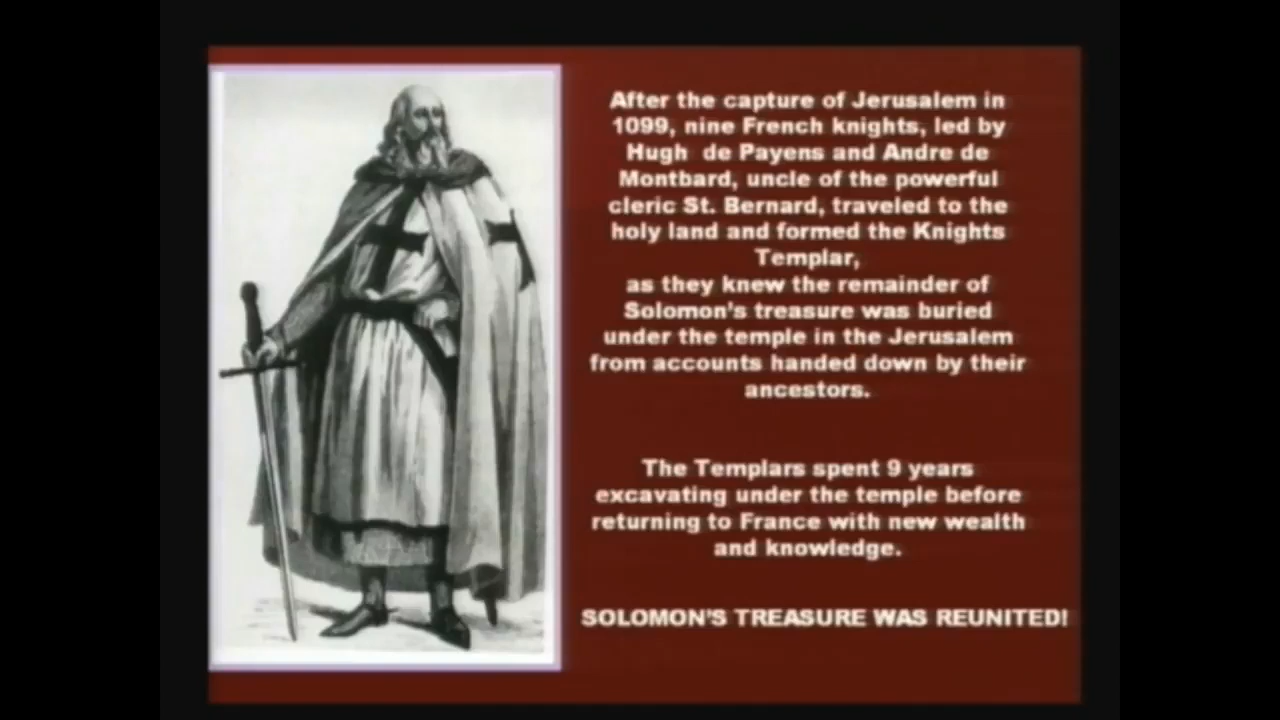 After the capture of Jerusalem in
1099, nine French knights, led by
Hugh de Payens and Andre de
Montbard, uncle of the powerful
cleric St. Bernard, traveled to the
holy land and formed the Knights
Templar,
as they knew the remainder of
Solomon's treasure was buried
under the temple in the Jerusalem
from accounts handed down by their
ancestors.
The Templars spent 9 years
excavating under the temple before
returning to France with new wealth
and knowledge.
SOLOMON'S TREASURE WAS REUNITED!